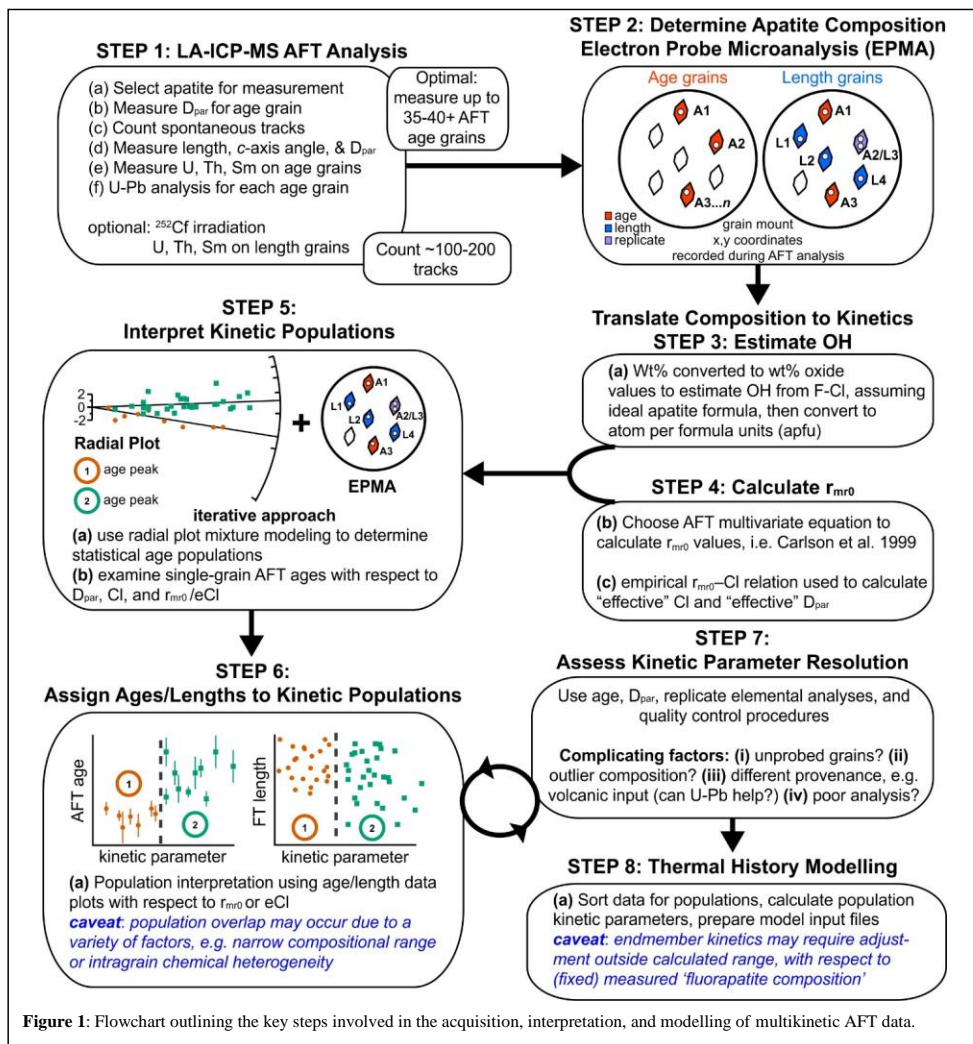 STEP 1: LA-ICP-MS AFT Analysis
(a) Select apatite for measurement
(b) Measure Dpar for age grain
(c) Count spontaneous tracks
(d) Measure length, c-axis angle, & Dpar
(e) Measure U, Th, Sm on age grains
(f) U-Pb analysis for each age grain
optional: 252Cf irradiation
U, Th, Sm on length grains
Optimal:
measure up to
35-40+ AFT
age grains
Count ~100-200
tracks
STEP 2: Determine Apatite Composition
Electron Probe Microanalysis (EPMA)
Age grains
Length grains
A1
A2
A3...n
A1
L1
L2
A2/L3
L4
A3
age
length
replicate
grain mount
x,y coordinates
recorded during AFT analysis
Translate Composition to Kinetics
STEP 3: Estimate OH
(a) Wt% converted to wt% oxide
values to estimate OH from F-Cl, assuming
ideal apatite formula, then convert to
atom per formula units (apfu)
STEP 4: Calculate rmr0
(b) Choose AFT multivariate equation to
calculate rmr0 values, i.e. Carlson et al. 1999
(c) empirical rmr0–Cl relation used to calculate
“effective” Cl and “effective” Dpar
STEP 5:
Interpret Kinetic Populations
2
0
-2
Radial Plot
1 age peak
2 age peak
+
A1
L1
L2
A2/L3
L4
A3
EPMA
iterative approach
(a) use radial plot mixture modeling to determine
statistical age populations
(b) examine single-grain AFT ages with respect to
Dpar, Cl, and rmr0/eCl
STEP 6:
Assign Ages/Lengths to Kinetic Populations
AFT age
1
2
kinetic parameter
FT length
1
2
kinetic parameter
(a) Population interpretation using age/length data
plots with respect to rmr0 or eCl
caveat: population overlap may occur due to a
variety of factors, e.g. narrow compositional range
or intragrain chemical heterogeneity
STEP 7:
Assess Kinetic Parameter Resolution
Use age, Dpar, replicate elemental analyses, and
quality control procedures
Complicating factors: (i) unprobed grains? (ii)
outlier composition? (iii) different provenance, e.g.
volcanic input (can U-Pb help?) (iv) poor analysis?
STEP 8: Thermal History Modelling
(a) Sort data for populations, calculate population
kinetic parameters, prepare model input files
caveat: endmember kinetics may require adjust-
ment outside calculated range, with respect to
(fixed) measured ‘fluorapatite composition’
Figure 1: Flowchart outlining the key steps involved in the acquisition, interpretation, and modelling of multikinetic AFT data.